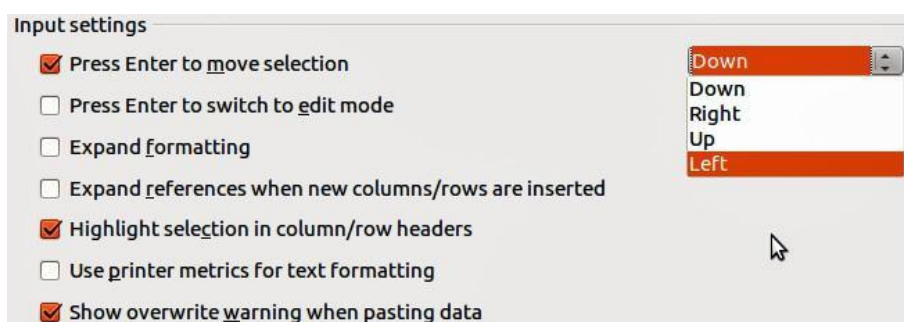 Input settings
Press Enter to move selection
Down
Down
Right
Up
Left
Press Enter to switch to edit mode
Expand formatting
Expand references when new columns/rows are inserted
Highlight selection in column/row headers
Use printer metrics for text formatting
Show overwrite warning when pasting data